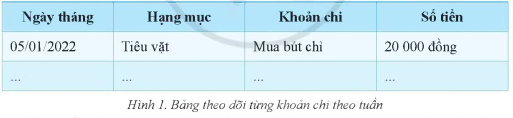 Ngày tháng Hạng mục Khoản chi Số tiền
05/01/2022 Tiêu vặt Mua bút chì 20 000 đồng
... ... ... ...
Hình 1. Bảng theo dõi từng khoản chi theo tuần